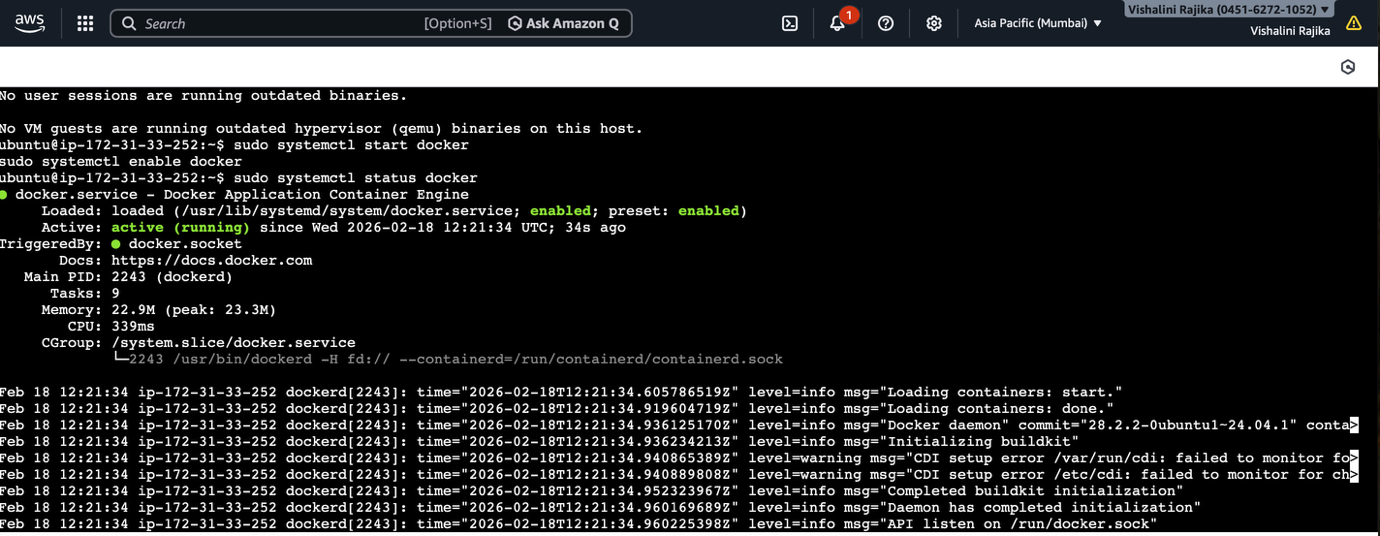 aws
Search [Option+S] Ask Amazon Q 1 Asia Pacific (Mumbai) ▼ Vishalini Rajika (0451-6272-1052) ▼
Vishalini Rajika
No user sessions are running outdated binaries.
No VM guests are running outdated hypervisor (qemu) binaries on this host.
ubuntu@ip-172-31-33-252:~$ sudo systemctl start docker
sudo systemctl enable docker
ubuntu@ip-172-31-33-252:~$ sudo systemctl status docker
● docker.service - Docker Application Container Engine
Loaded: loaded (/usr/lib/systemd/system/docker.service; enabled; preset: enabled)
Active: active (running) since Wed 2026-02-18 12:21:34 UTC; 34s ago
TriggeredBy: ● docker.socket
Docs: https://docs.docker.com
Main PID: 2243 (dockerd)
Tasks: 9
Memory: 22.9M (peak: 23.3M)
CPU: 339ms
CGroup: /system.slice/docker.service
└─2243 /usr/bin/dockerd -H fd:// --containerd=/run/containerd/containerd.sock
Feb 18 12:21:34 ip-172-31-33-252 dockerd[2243]: time="2026-02-18T12:21:34.605786519Z" level=info msg="Loading containers: start."
Feb 18 12:21:34 ip-172-31-33-252 dockerd[2243]: time="2026-02-18T12:21:34.919604719Z" level=info msg="Loading containers: done."
Feb 18 12:21:34 ip-172-31-33-252 dockerd[2243]: time="2026-02-18T12:21:34.936125170Z" level=info msg="Docker daemon" commit="28.2.2-0ubuntu1~24.04.1" conta>
Feb 18 12:21:34 ip-172-31-33-252 dockerd[2243]: time="2026-02-18T12:21:34.936234213Z" level=info msg="Initializing buildkit"
Feb 18 12:21:34 ip-172-31-33-252 dockerd[2243]: time="2026-02-18T12:21:34.940865389Z" level=warning msg="CDI setup error /var/run/cdi: failed to monitor fo>
Feb 18 12:21:34 ip-172-31-33-252 dockerd[2243]: time="2026-02-18T12:21:34.940889808Z" level=warning msg="CDI setup error /etc/cdi: failed to monitor for ch>
Feb 18 12:21:34 ip-172-31-33-252 dockerd[2243]: time="2026-02-18T12:21:34.952323967Z" level=info msg="Completed buildkit initialization"
Feb 18 12:21:34 ip-172-31-33-252 dockerd[2243]: time="2026-02-18T12:21:34.960169689Z" level=info msg="Daemon has completed initialization"
Feb 18 12:21:34 ip-172-31-33-252 dockerd[2243]: time="2026-02-18T12:21:34.960225398Z" level=info msg="API listen on /run/docker.sock"